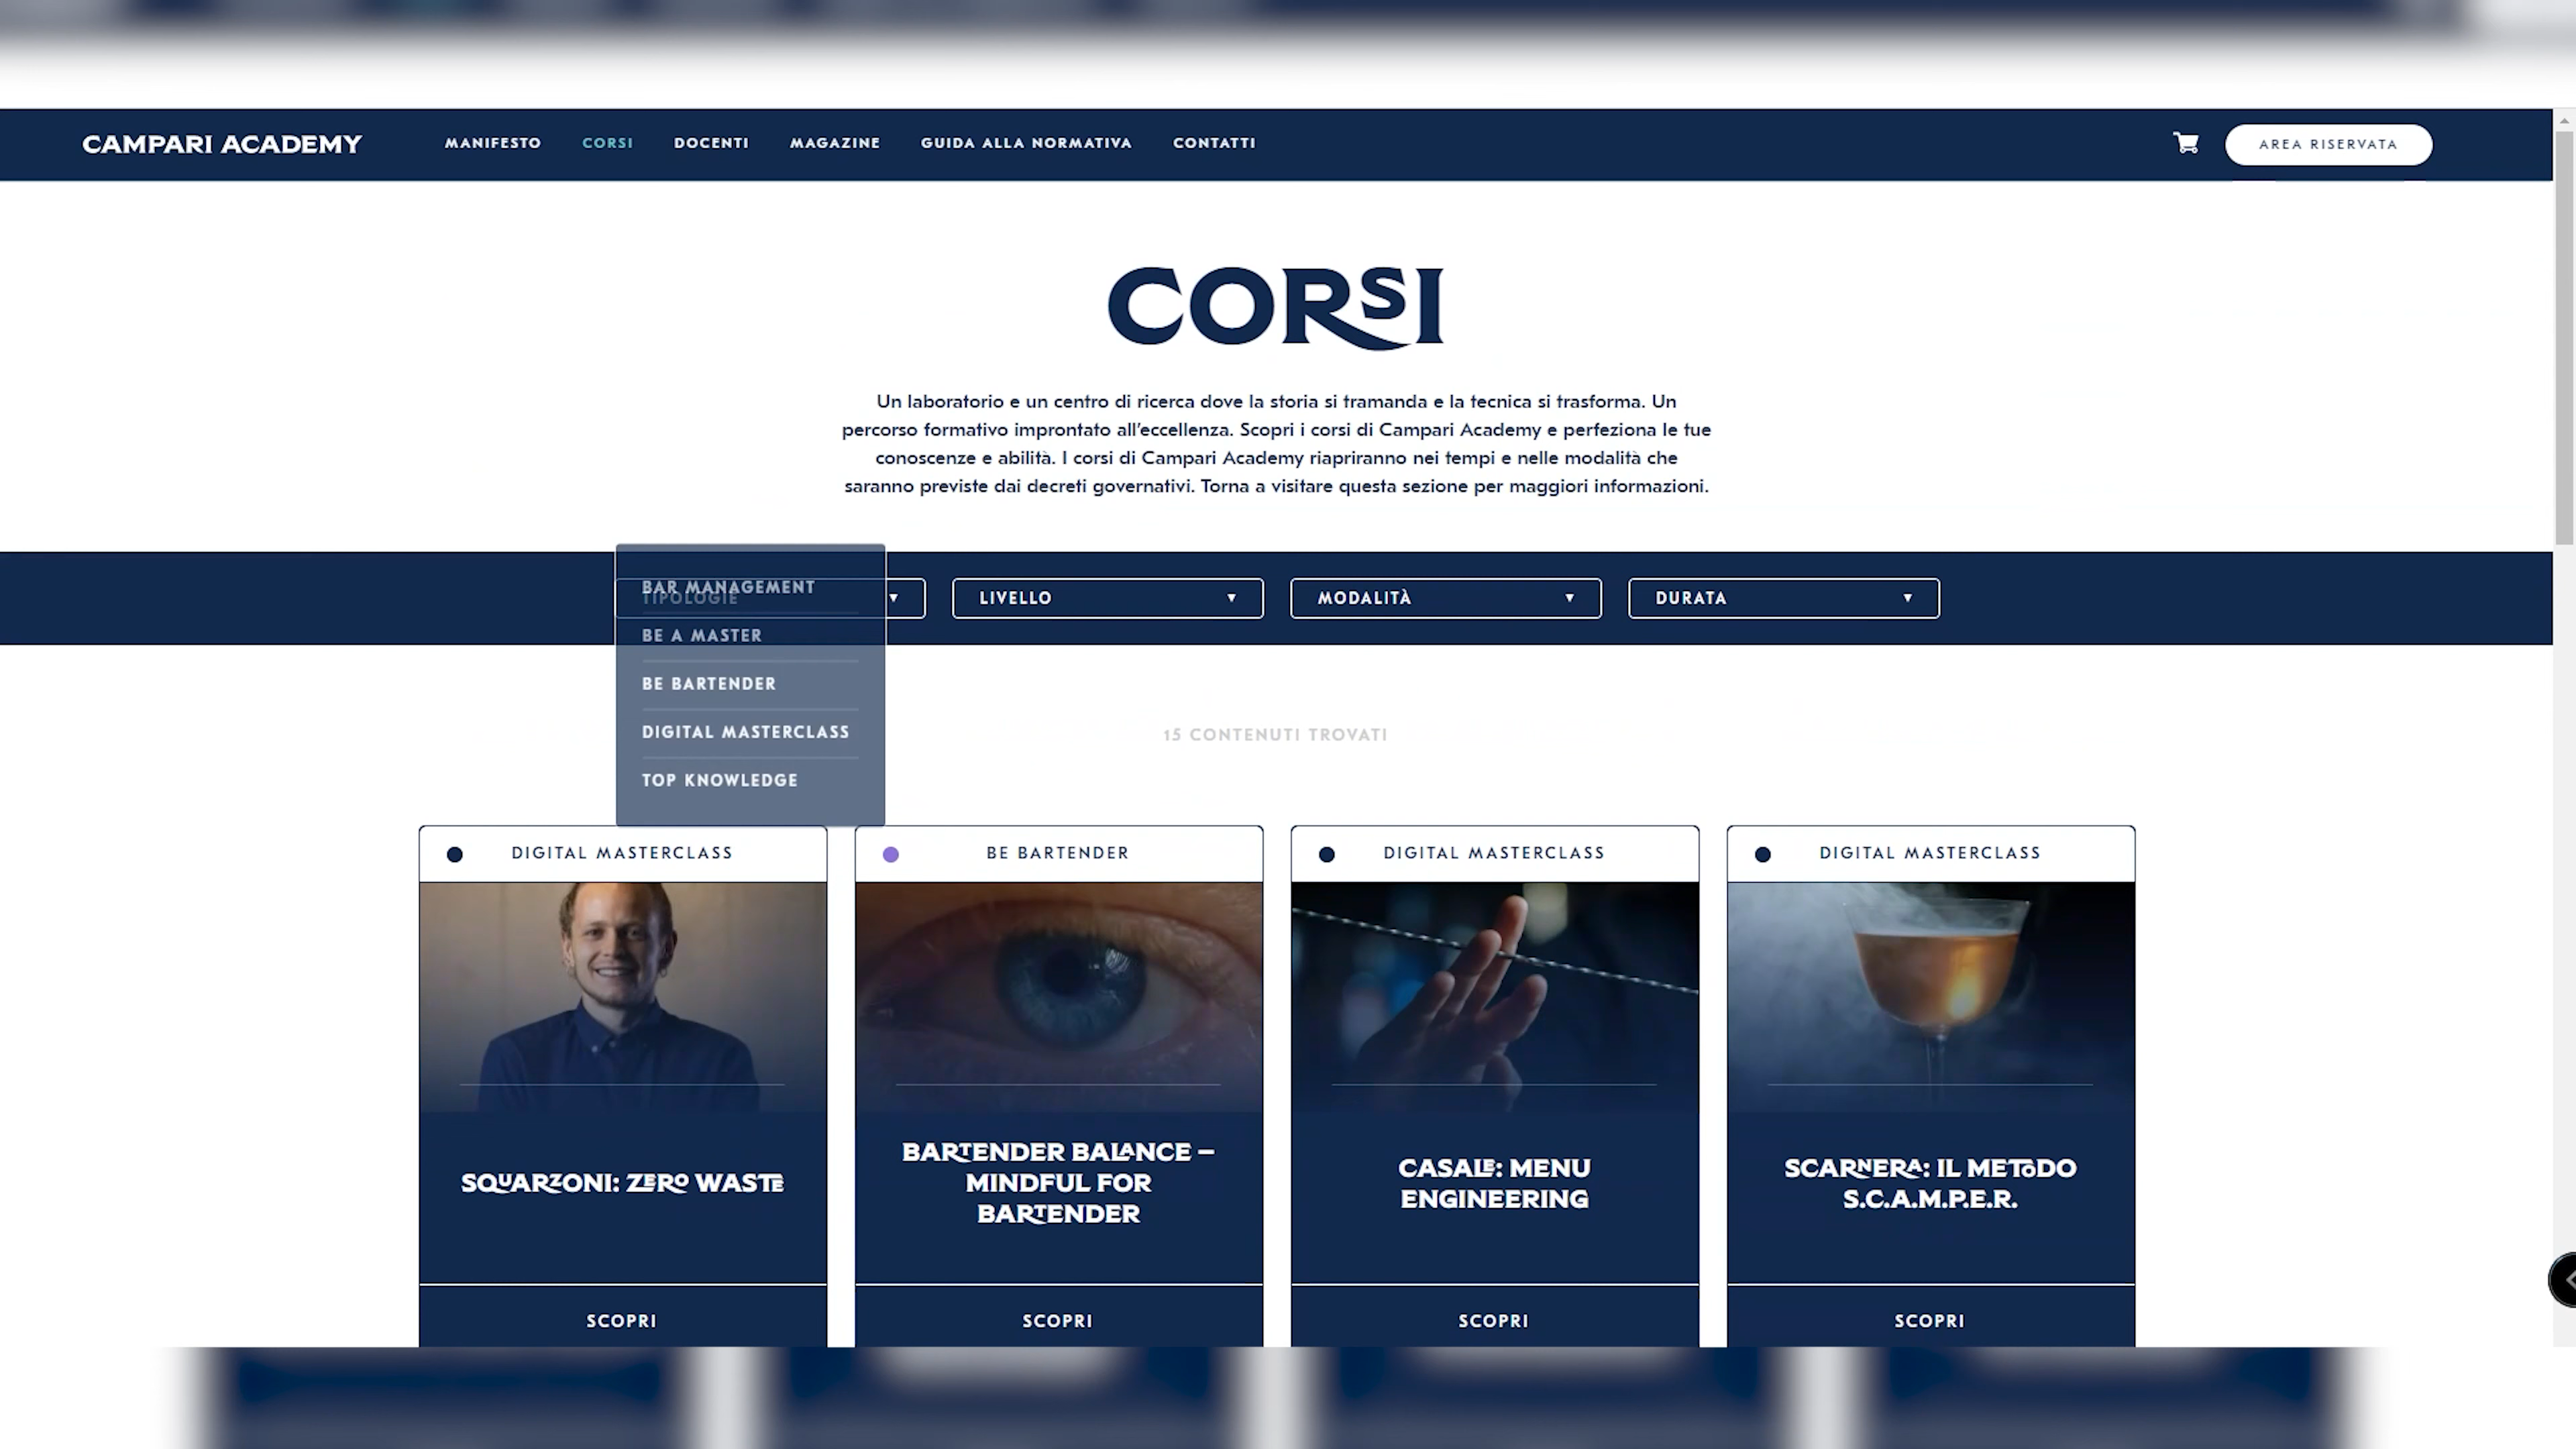 CAMPARI ACADEMY
MANIFESTO
CORSI
DOCENTI
MAGAZINE
GUIDA ALLA NORMATIVA
CONTATTI
AREA RISERVATA
CORSI
Un laboratorio e un centro di ricerca dove la storia si tramanda e la tecnica si trasforma. Un
percorso formativo improntato all'eccellenza. Scopri i corsi di Campari Academy e perfeziona le tue
conoscenze e abilità. I corsi di Campari Academy riapriranno nei tempi e nelle modalità che
saranno previste dai decreti governativi. Torna a visitare questa sezione per maggiori informazioni.
TIPOLOGIE
LIVELLO
MODALITÀ
DURATA
BAR MANAGEMENT
BE A MASTER
BE BARTENDER
DIGITAL MASTERCLASS
TOP KNOWLEDGE
15 CONTENUTI TROVATI
DIGITAL MASTERCLASS
SQUARZONI: ZERO WASTE
SCOPRI
BE BARTENDER
BARTENDER BALANCE –
MINDFUL FOR
BARTENDER
SCOPRI
DIGITAL MASTERCLASS
CASALE: MENU
ENGINEERING
SCOPRI
DIGITAL MASTERCLASS
SCARNERA: IL METODO
S.C.A.M.P.E.R.
SCOPRI